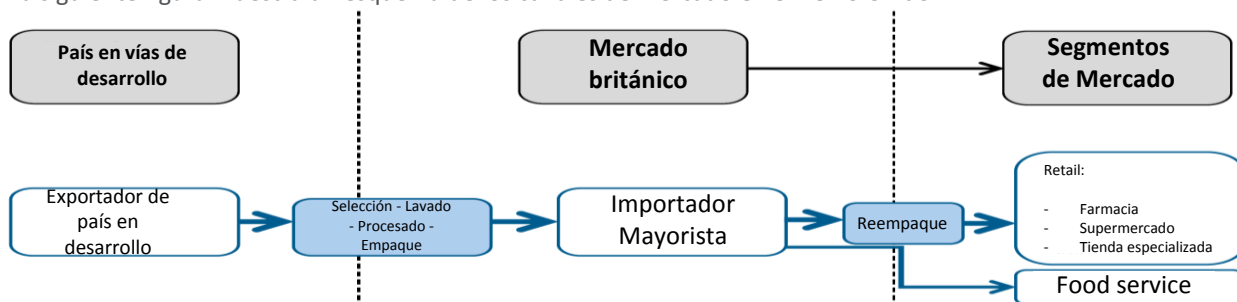 País en vías de
desarrollo
Mercado
británico
Segmentos
de Mercado
Exportador de
país en
desarrollo
Selección - Lavado
- Procesado -
Empaque
Importador
Mayorista
Reempaque
Retail:
- Farmacia
- Supermercado
- Tienda especializada
Food service